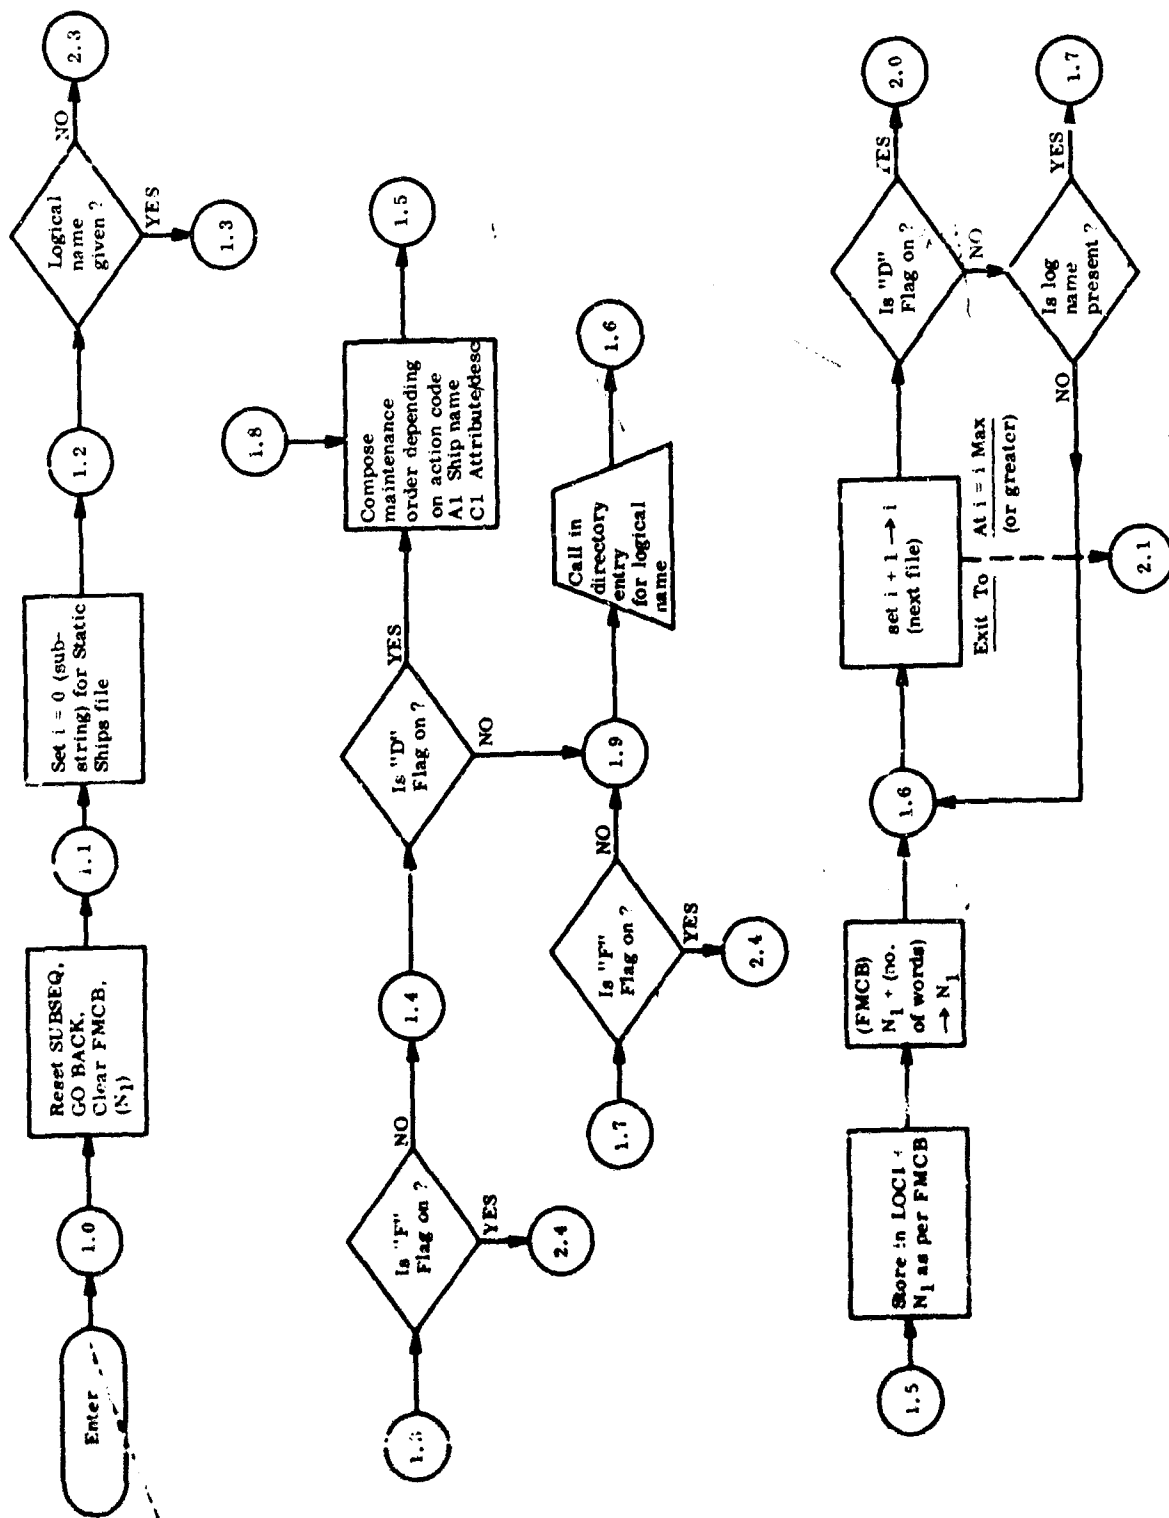 Enter
1.0
Reset SUBSEQ,
GO BACK,
Clear FMCB,
(N1)
1.1
Set i = 0 (sub-
string) for Static
Ships file
1.2
Logical
name
given ?
NO
2.3
YES
1.3
1.3
Is "F"
Flag on ?
NO
YES
2.4
1.4
Is "D"
Flag on ?
YES
NO
1.8
Compose
maintenance
order depending
on action code
A1 Ship name
C1 Attribute/desc
1.5
1.7
Is "F"
Flag on ?
NO
YES
2.4
1.9
Call in
directory
entry
for logical
name
1.6
1.5
Store in LOC1 +
N1 as per FMCB
(FMCB)
N1 + (no.
of words)
→ N1
1.6
set i + 1 → i
(next file)
Exit To
At i = i Max
(or greater)
2.1
Is "D"
Flag on ?
YES
2.0
NO
Is log
name
present ?
YES
1.7
NO